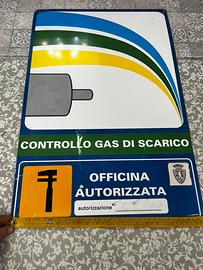 CONTROLLO GAS DI SCARICO
OFFICINA
AUTORIZZATA
autorizzazione